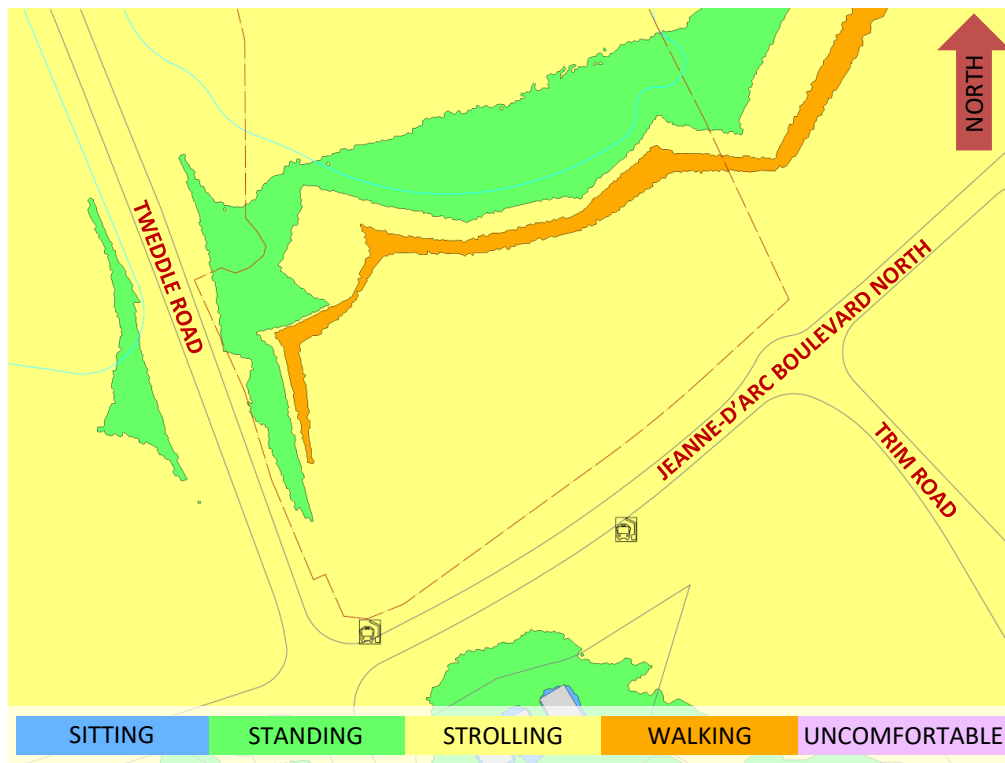 NORTH
TWEDDLE ROAD
JEANNE-D'ARC BOULEVARD NORTH
TRIM ROAD
SITTING
STANDING
STROLLING
WALKING
UNCOMFORTABLE